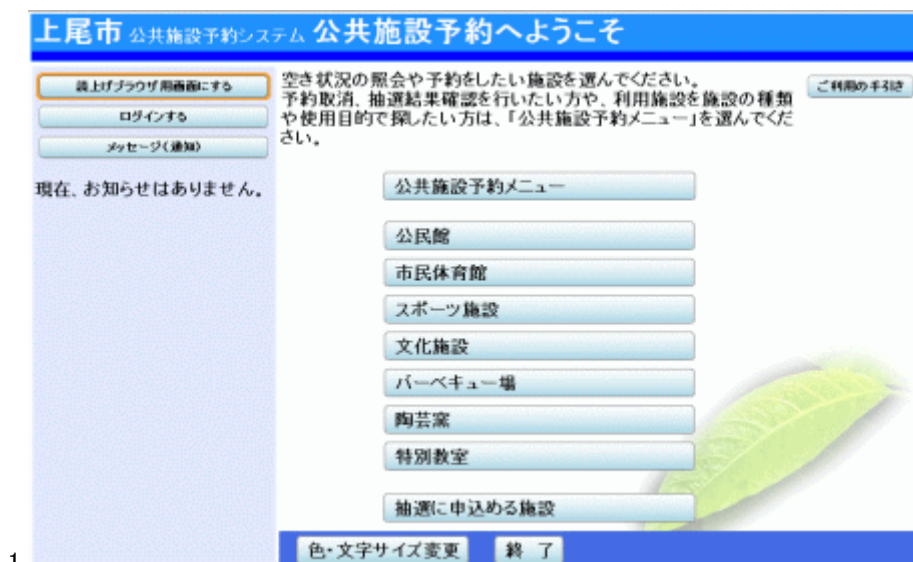 上尾市 公共施設予約システム 公共施設予約へようこそ
読上げブラウザ用画面にする
ログインする
メッセージ(通知)
現在、お知らせはありません。
空き状況の照会や予約をしたい施設を選んでください。
予約取消、抽選結果確認を行いたい方や、利用施設を施設の種類
や使用目的で探したい方は、「公共施設予約メニュー」を選んでくだ
さい。
ご利用の手引き
公共施設予約メニュー
公民館
市民体育館
スポーツ施設
文化施設
バーベキュー場
陶芸窯
特別教室
抽選に申込める施設
色・文字サイズ変更
終 了
1